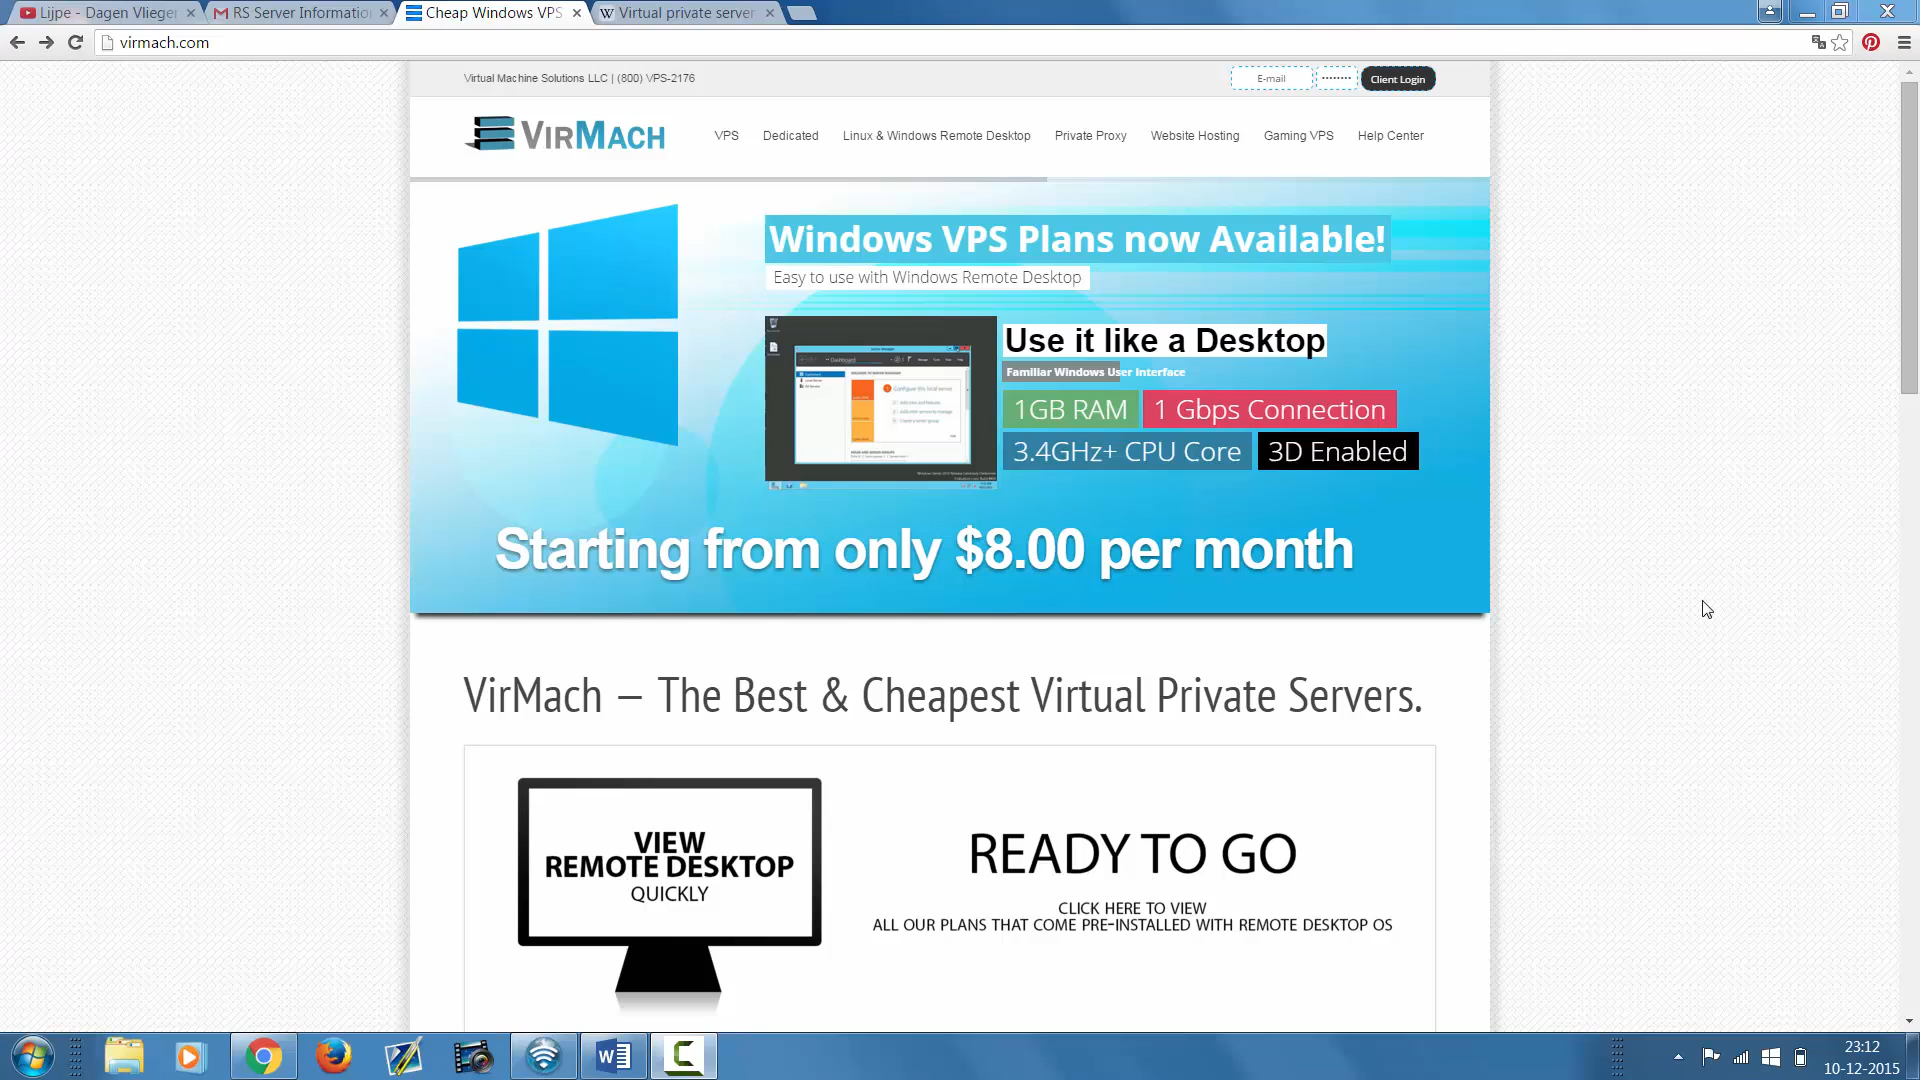 Lijpe - Dagen Vlieger
RS Server Informatio
Cheap Windows VPS
Virtual private server
virmach.com
Virtual Machine Solutions LLC | (800) VPS-2176
E-mail
Client Login
VIRMACH
VPS
Dedicated
Linux & Windows Remote Desktop
Private Proxy
Website Hosting
Gaming VPS
Help Center
Windows VPS Plans now Available!
Easy to use with Windows Remote Desktop
Dashboard
Use it like a Desktop
Familiar Windows User Interface
1GB RAM
1 Gbps Connection
3.4GHz+ CPU Core
3D Enabled
Starting from only $8.00 per month
VirMach — The Best & Cheapest Virtual Private Servers.
VIEW
REMOTE DESKTOP
QUICKLY
READY TO GO
CLICK HERE TO VIEW
ALL OUR PLANS THAT COME PRE-INSTALLED WITH REMOTE DESKTOP OS
23:12
10-12-2015